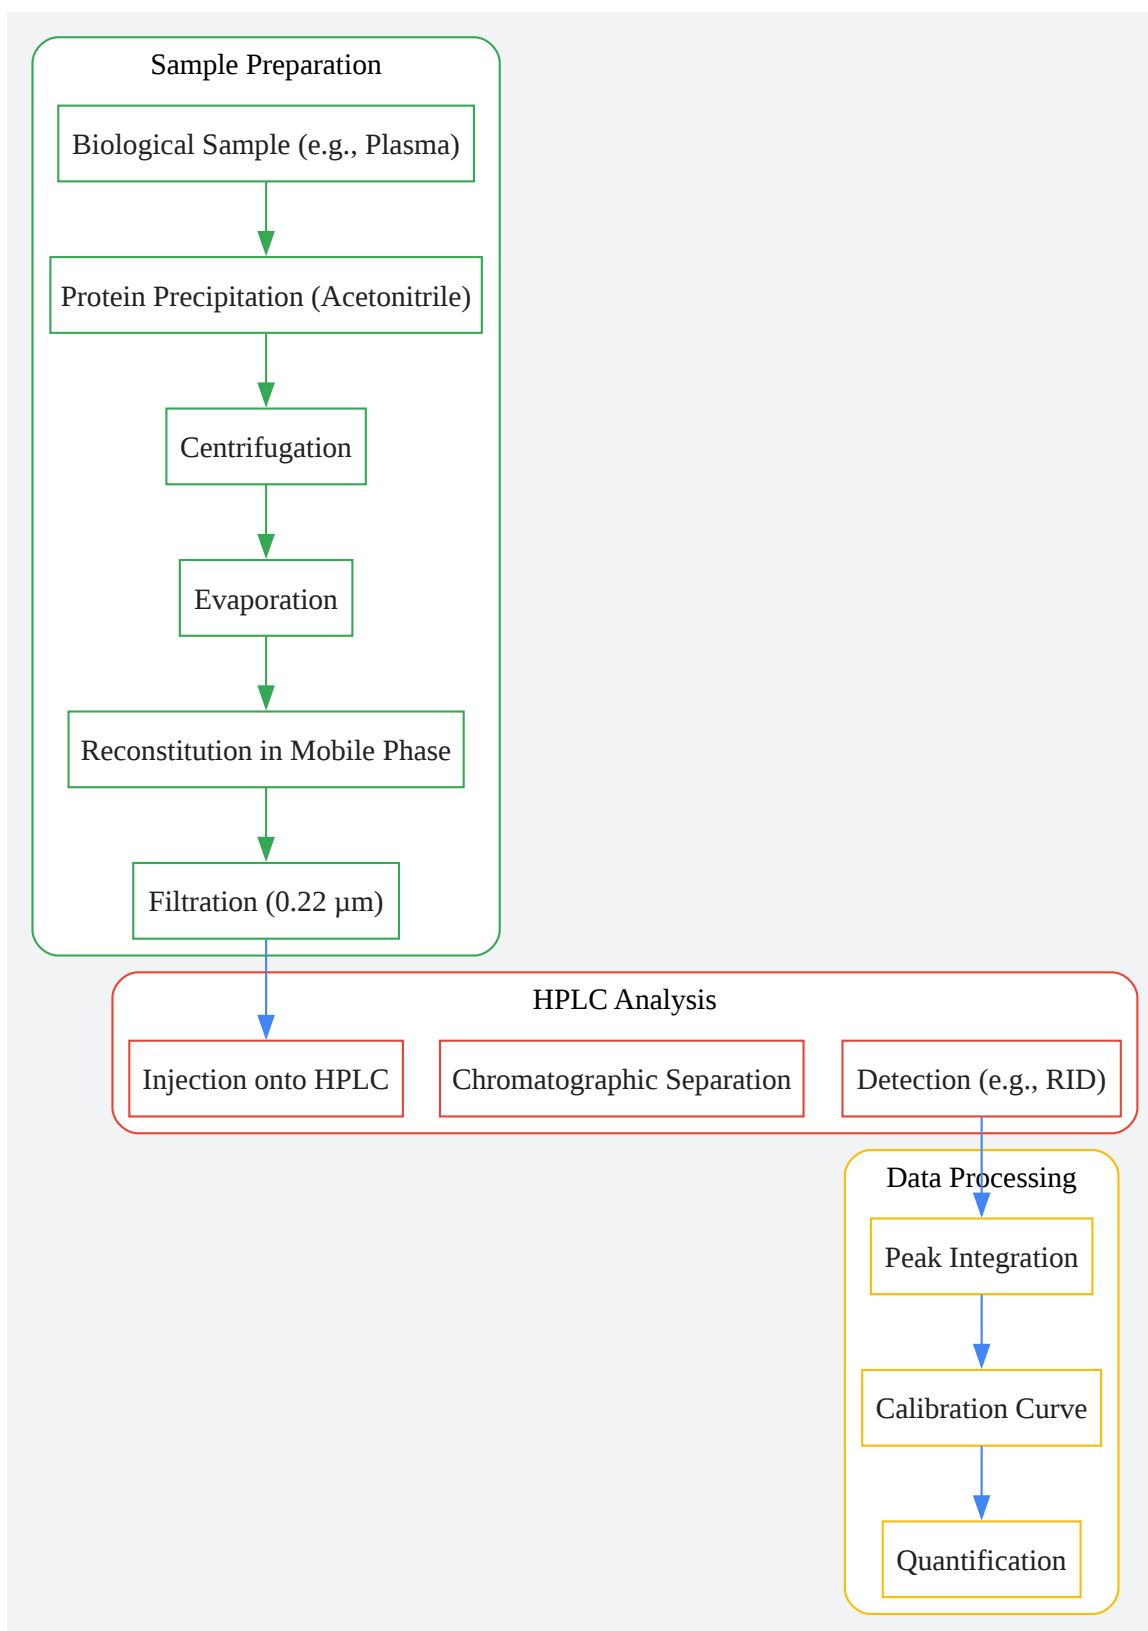 Sample Preparation
Biological Sample (e.g., Plasma)
Protein Precipitation (Acetonitrile)
Centrifugation
Evaporation
Reconstitution in Mobile Phase
Filtration (0.22 µm)
HPLC Analysis
Injection onto HPLC
Chromatographic Separation
Detection (e.g., RID)
Data Processing
Peak Integration
Calibration Curve
Quantification